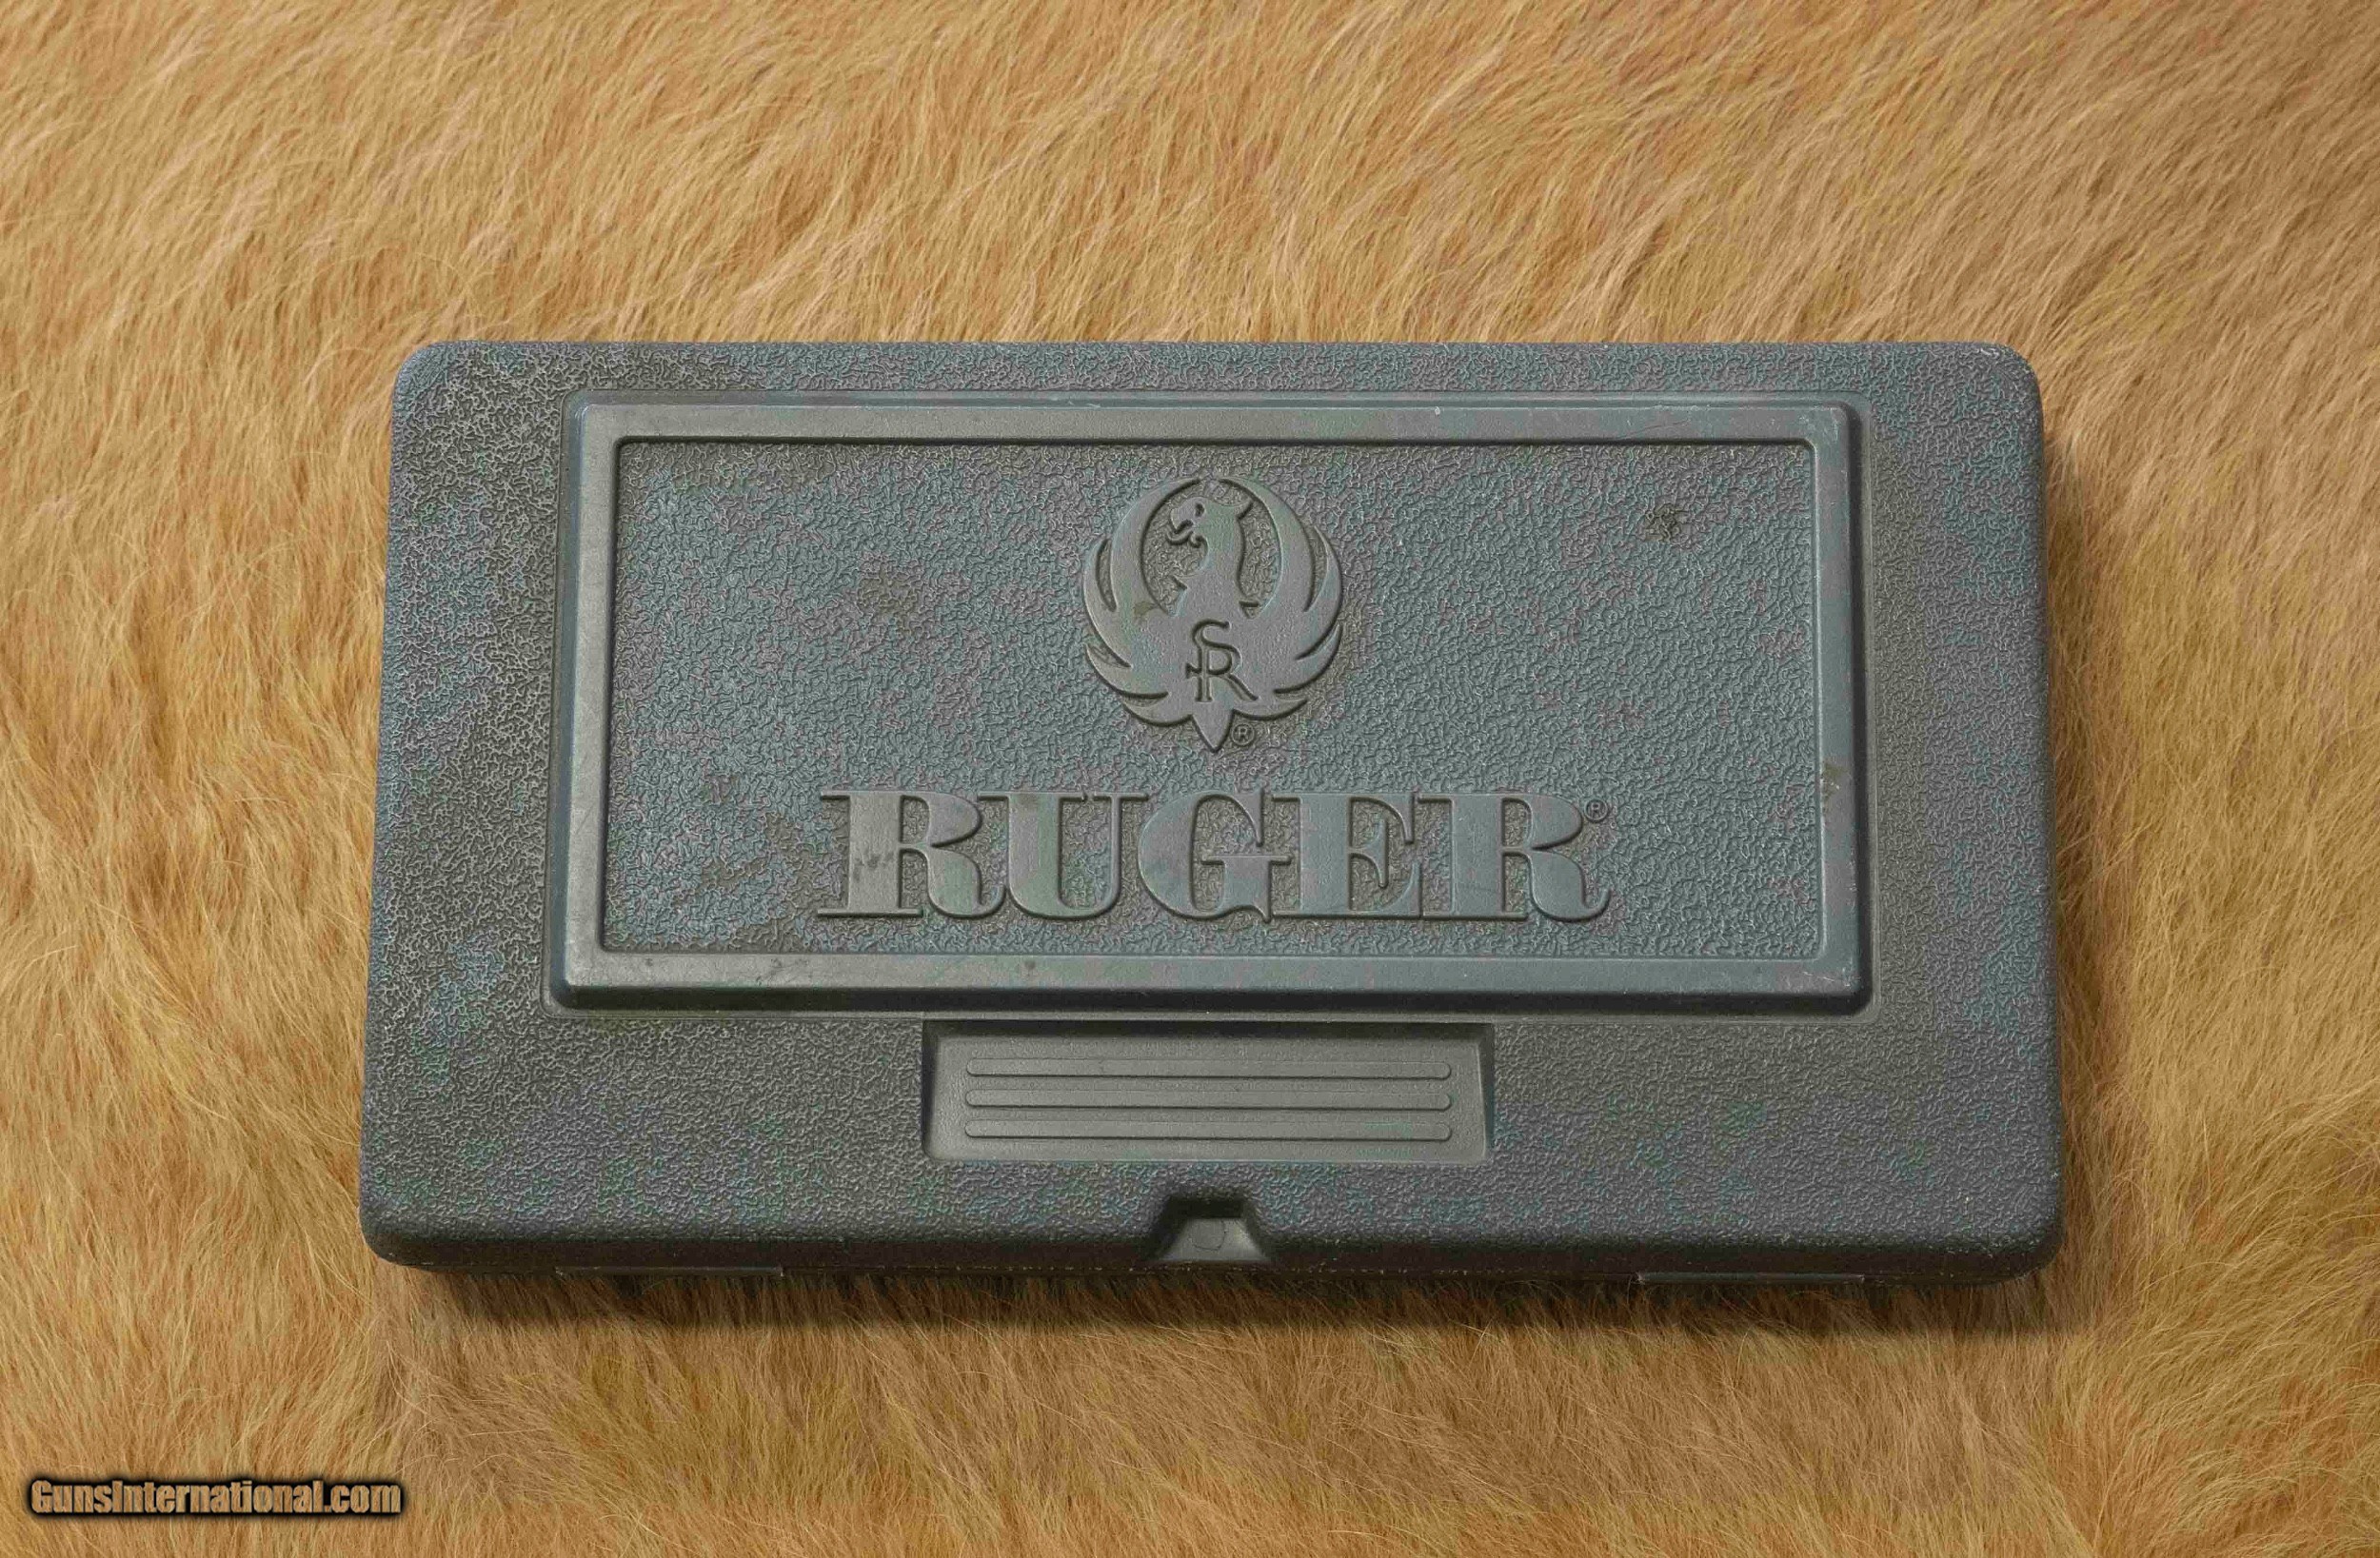 SR
®
RUGER®
GunsInternational.com